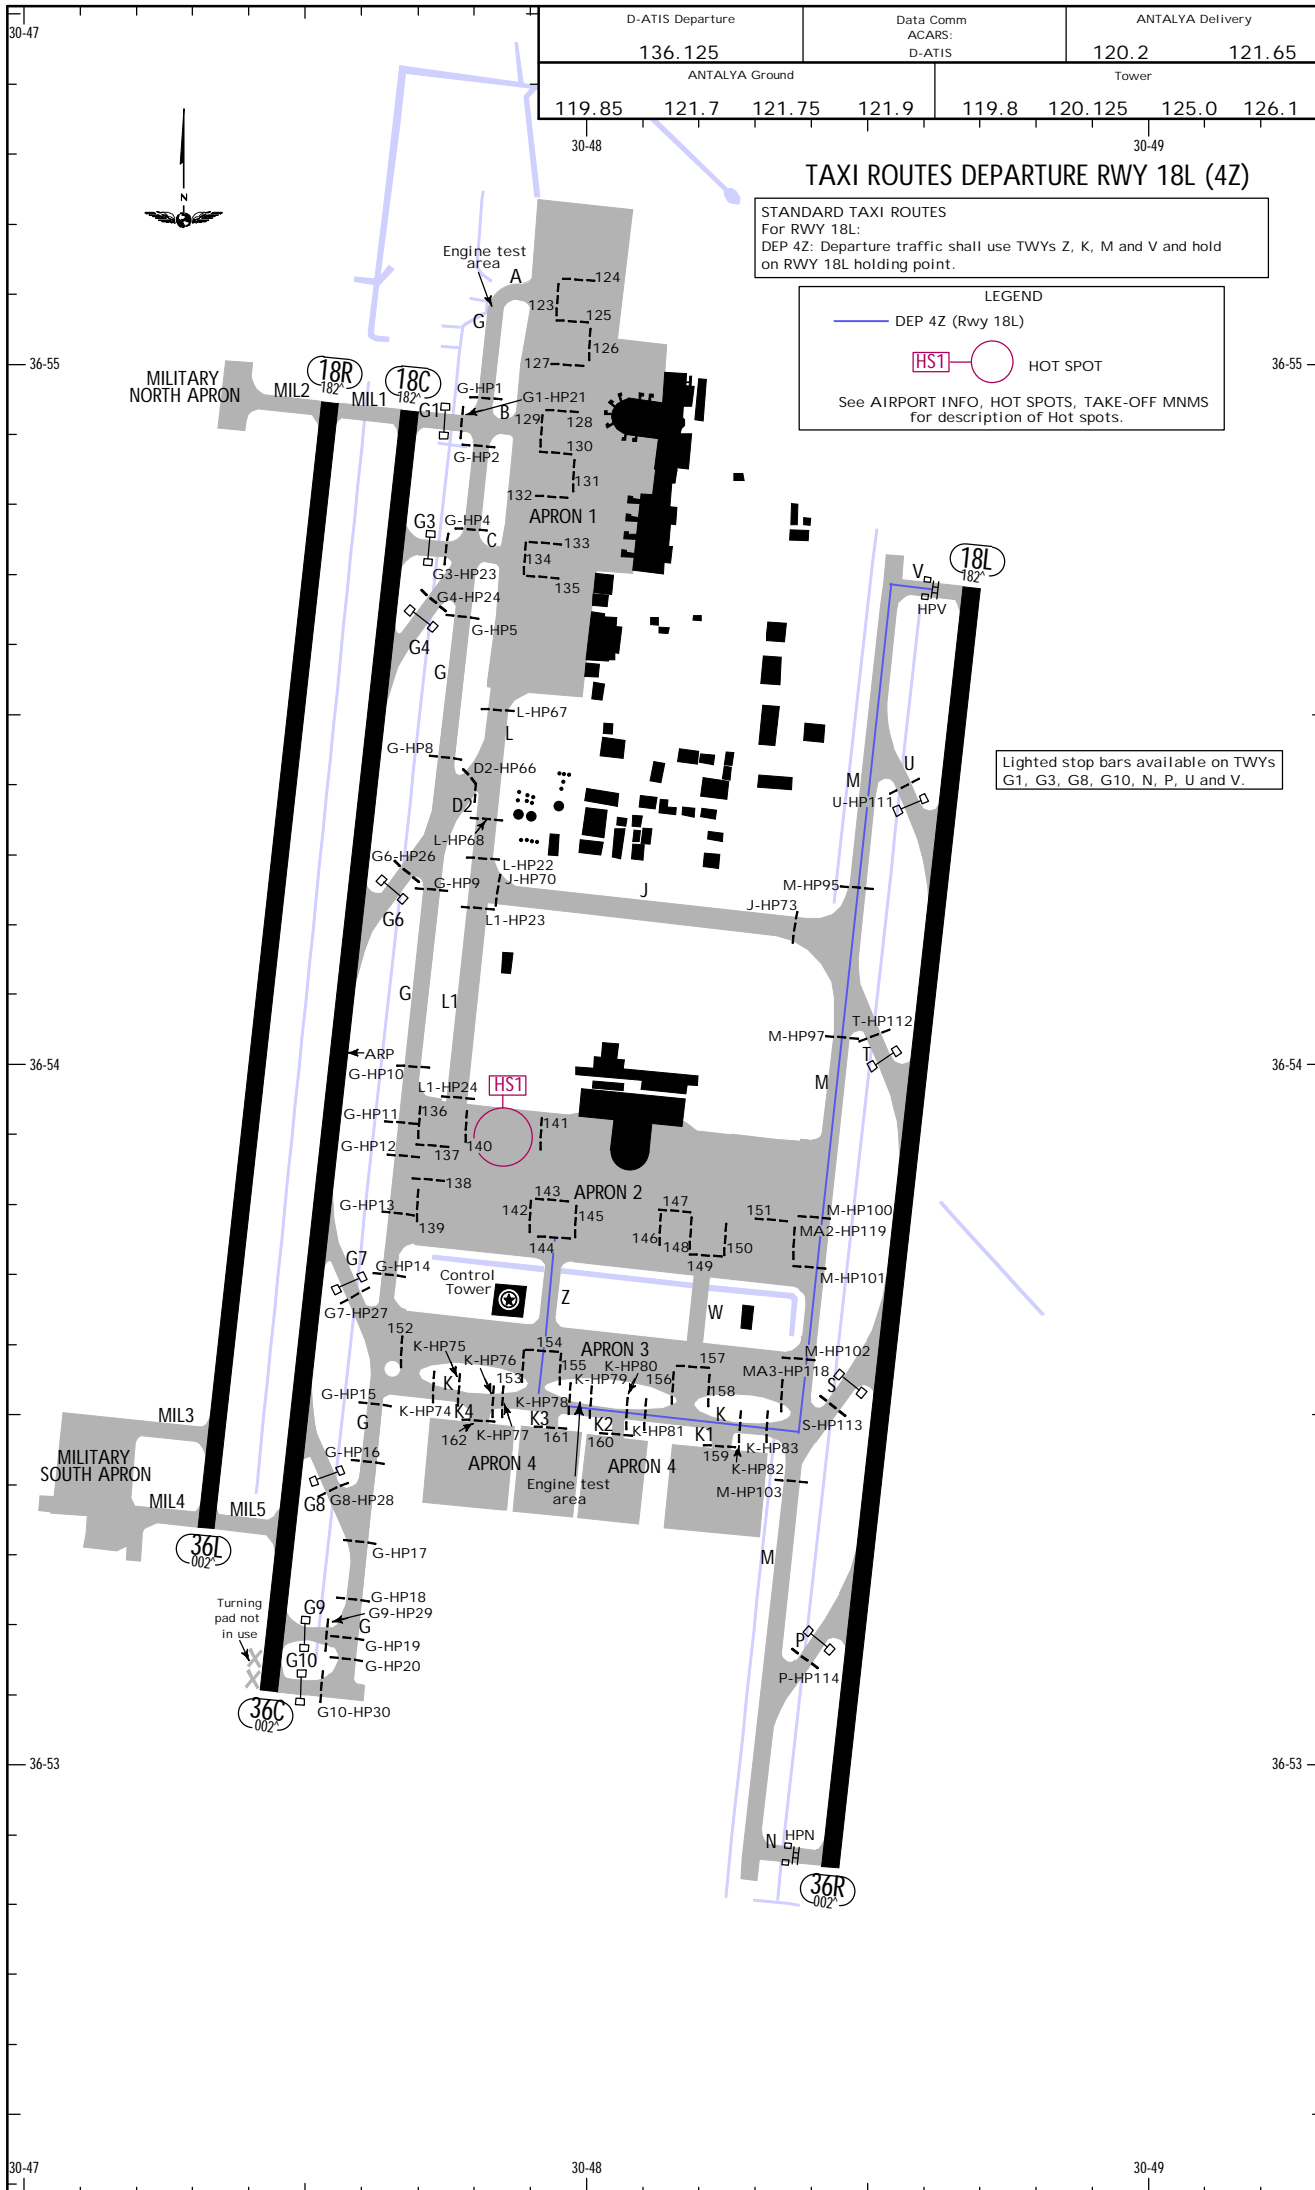 30-47
D-ATIS Departure
136.125
Data Comm
ACARS:
D-ATIS
ANTALYA Delivery
120.2 121.65
ANTALYA Ground
119.85 121.7 121.75 121.9
Tower
119.8 120.125 125.0 126.1
30-48
30-49
TAXI ROUTES DEPARTURE RWY 18L (4Z)
N
STANDARD TAXI ROUTES
For RWY 18L:
DEP 4Z: Departure traffic shall use TWYs Z, K, M and V and hold
on RWY 18L holding point.
LEGEND
DEP 4Z (Rwy 18L)
HS1
HOT SPOT
See AIRPORT INFO, HOT SPOTS, TAKE-OFF MNMS
for description of Hot spots.
Engine test
area
A
G
124
123
125
126
127
36-55
36-55
MILITARY
NORTH APRON
MIL2
18R
182^
MIL1
18C
182^
G1
G-HP1
G1-HP21
B
129
128
G-HP2
130
131
132
APRON 1
G3
G-HP4
C
133
134
135
G3-HP23
G4-HP24
G4
G-HP5
G
V
18L
182^
HPV
L-HP67
L
G-HP8
D2-HP66
D2
L-HP68
M
U
U-HP111
Lighted stop bars available on TWYs
G1, G3, G8, G10, N, P, U and V.
G6-HP26
L-HP22
G-HP9
J-HP70
J
M-HP95
J-HP73
G6
L1-HP23
G
L1
T-HP112
M-HP97
T
ARP
36-54
36-54
G-HP10
L1-HP24
HS1
M
G-HP11
136
141
G-HP12
137
140
138
APRON 2
143
G-HP13
139
142
145
147
151
M-HP100
MA2-HP119
146
148
150
144
149
M-HP101
G7
G-HP14
Control
Tower
Z
G7-HP27
W
152
K-HP75
154
APRON 3
M-HP102
K-HP76
155
K-HP80
157
MA3-HP118
153
K-HP79
156
S
K
158
G-HP15
K-HP74
K4
K-HP78
K
S-HP113
G
K3
K2
K-HP81
K1
MIL3
162
K-HP77
161
160
159
K-HP83
MILITARY
SOUTH APRON
G-HP16
APRON 4
APRON 4
K-HP82
Engine test
area
M-HP103
MIL4
MIL5
G8
G8-HP28
36L
002^
G-HP17
M
Turning
pad not
in use
G9
G-HP18
G9-HP29
G
G-HP19
G10
G-HP20
P
P-HP114
36C
002^
G10-HP30
36-53
36-53
N
HPN
36R
002^
30-47
30-48
30-49